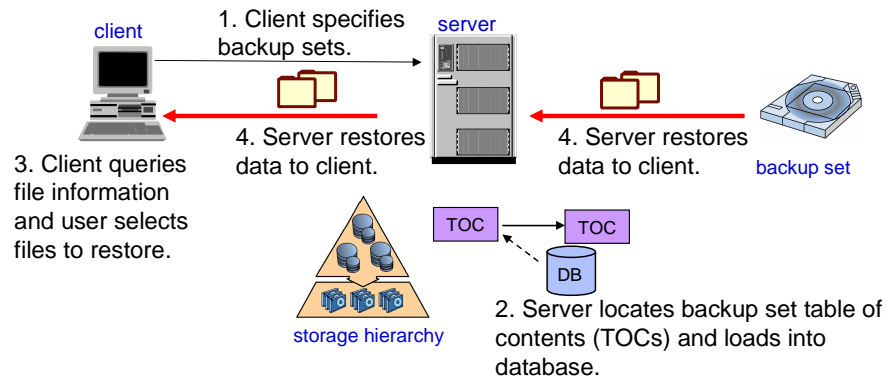 client
1. Client specifies
backup sets.
server
4. Server restores
data to client.
4. Server restores
data to client.
backup set
3. Client queries
file information
and user selects
files to restore.
TOC
TOC
DB
storage hierarchy
2. Server locates backup set table of
contents (TOCs) and loads into
database.